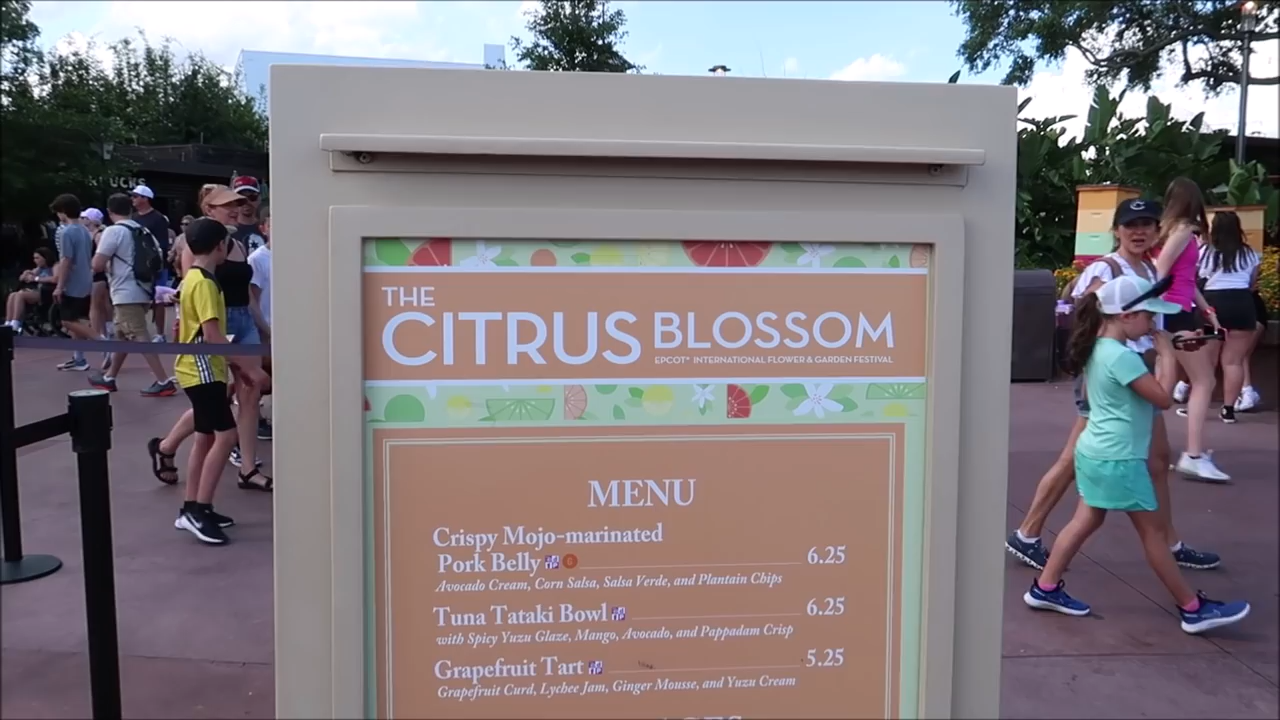 THE
CITRUS BLOSSOM
EPCOT® INTERNATIONAL FLOWER & GARDEN FESTIVAL
MENU
Crispy Mojo-marinated
Pork Belly 6.25
Avocado Cream, Corn Salsa, Salsa Verde, and Plantain Chips
Tuna Tataki Bowl 6.25
with Spicy Yuzu Glaze, Mango, Avocado, and Pappadam Crisp
Grapefruit Tart 5.25
Grapefruit Curd, Lychee Jam, Ginger Mousse, and Yuzu Cream